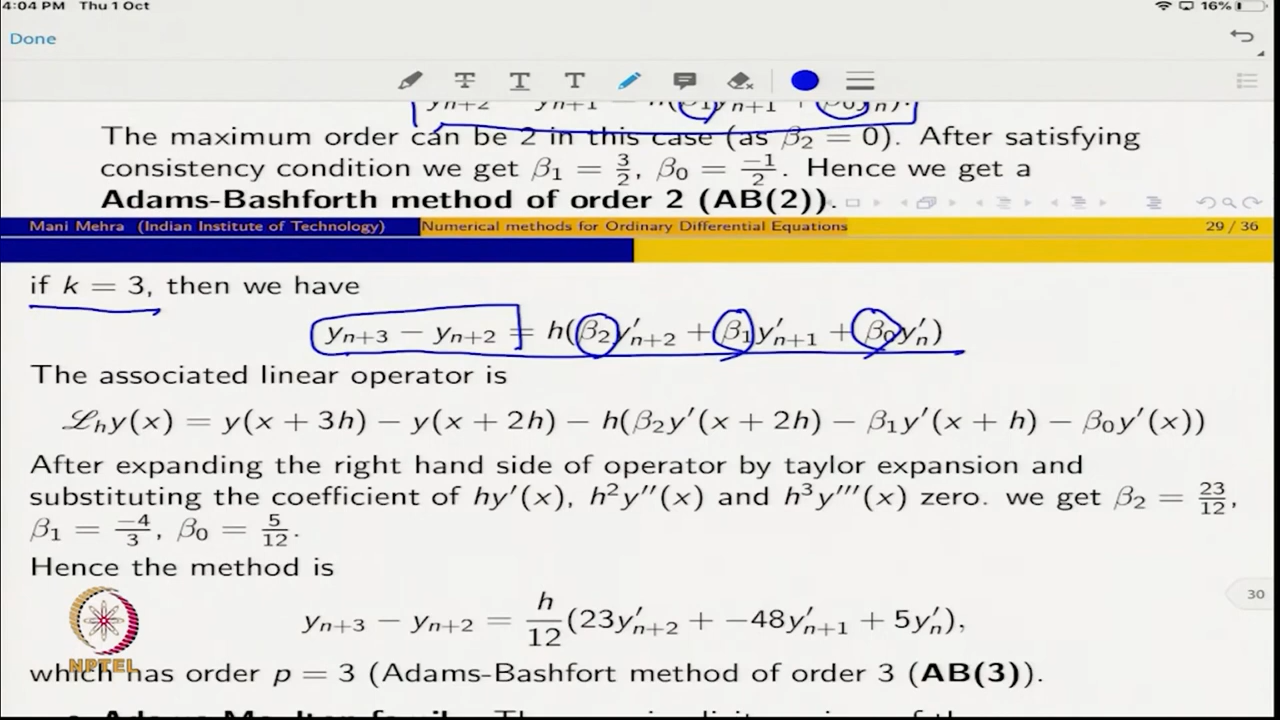 4:04 PM Thu 1 Oct
16%
Done
yₙ₊₂ − yₙ₊₁ = h(β₁y′ₙ₊₁ + β₀y′ₙ).
The maximum order can be 2 in this case (as β₂ = 0). After satisfying
consistency condition we get β₁ = 3/2, β₀ = −1/2. Hence we get a
Adams-Bashforth method of order 2 (AB(2)).
Mani Mehra (Indian Institute of Technology) Numerical methods for Ordinary Differential Equations 29 / 36
if k = 3, then we have
yₙ₊₃ − yₙ₊₂ = h(β₂y′ₙ₊₂ + β₁y′ₙ₊₁ + β₀y′ₙ)
The associated linear operator is
ℒₕy(x) = y(x + 3h) − y(x + 2h) − h(β₂y′(x + 2h) − β₁y′(x + h) − β₀y′(x))
After expanding the right hand side of operator by taylor expansion and
substituting the coefficient of hy′(x), h²y′′(x) and h³y′′′(x) zero. we get β₂ = 23/12,
β₁ = −4/3, β₀ = 5/12.
Hence the method is
30
yₙ₊₃ − yₙ₊₂ = h/12(23y′ₙ₊₂ + −48y′ₙ₊₁ + 5y′ₙ),
NPTEL
which has order p = 3 (Adams-Bashfort method of order 3 (AB(3)).